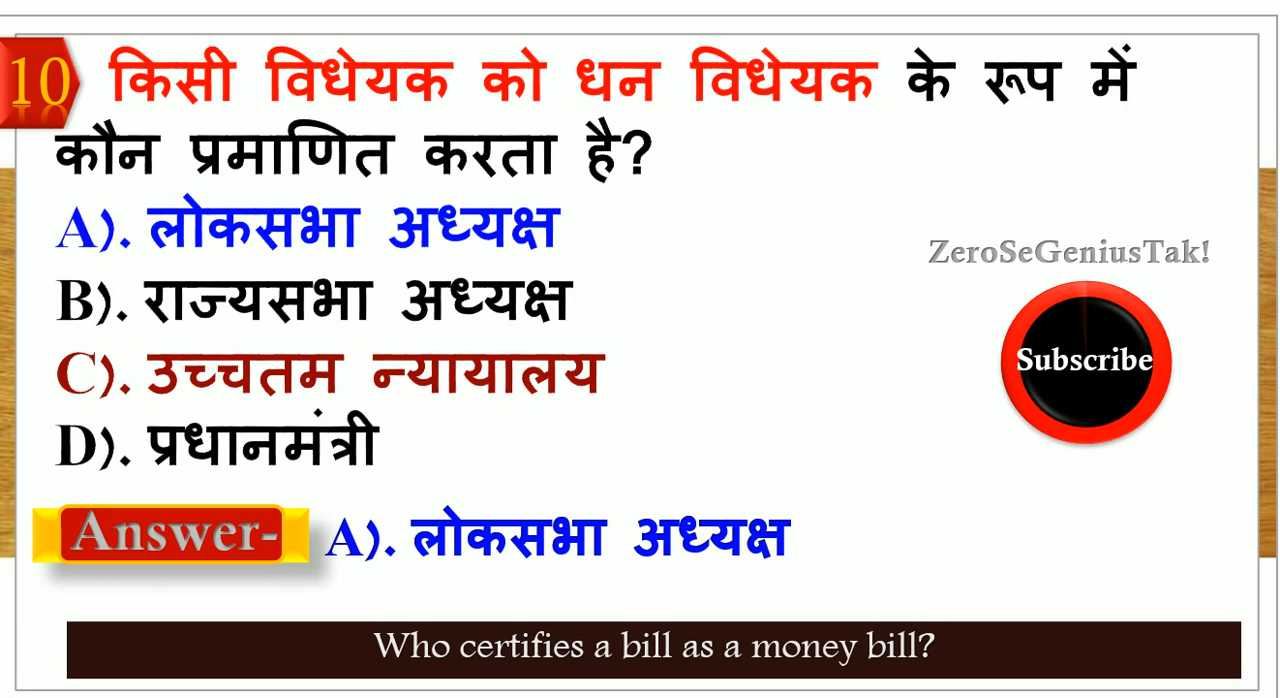 10 किसी विधेयक को धन विधेयक के रूप में
कौन प्रमाणित करता है?
A). लोकसभा अध्यक्ष
B). राज्यसभा अध्यक्ष
C). उच्चतम न्यायालय
D). प्रधानमंत्री
ZeroSeGeniusTak!
Subscribe
Answer- A). लोकसभा अध्यक्ष
Who certifies a bill as a money bill?